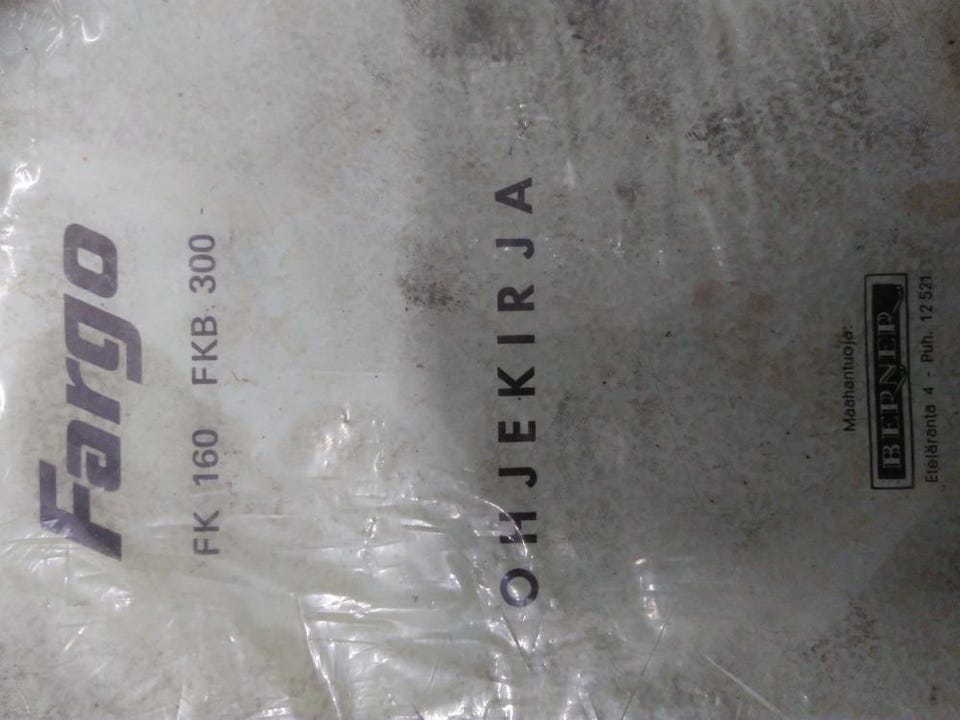 Fargo
FK 160 FKB 300
OHJEKIRJA
Maahantuoja:
BERNER
Eteläranta 4 - Puh. 12 521